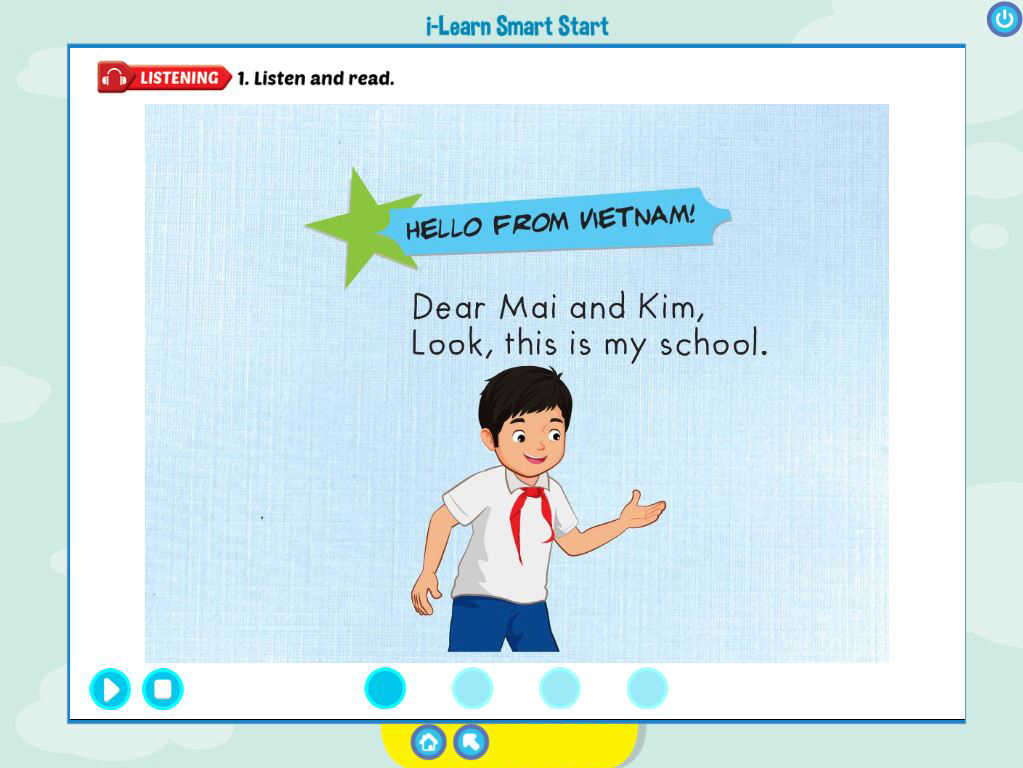 i-Learn Smart Start
LISTENING 1. Listen and read.
HELLO FROM VIETNAM!
Dear Mai and Kim,
Look, this is my school.